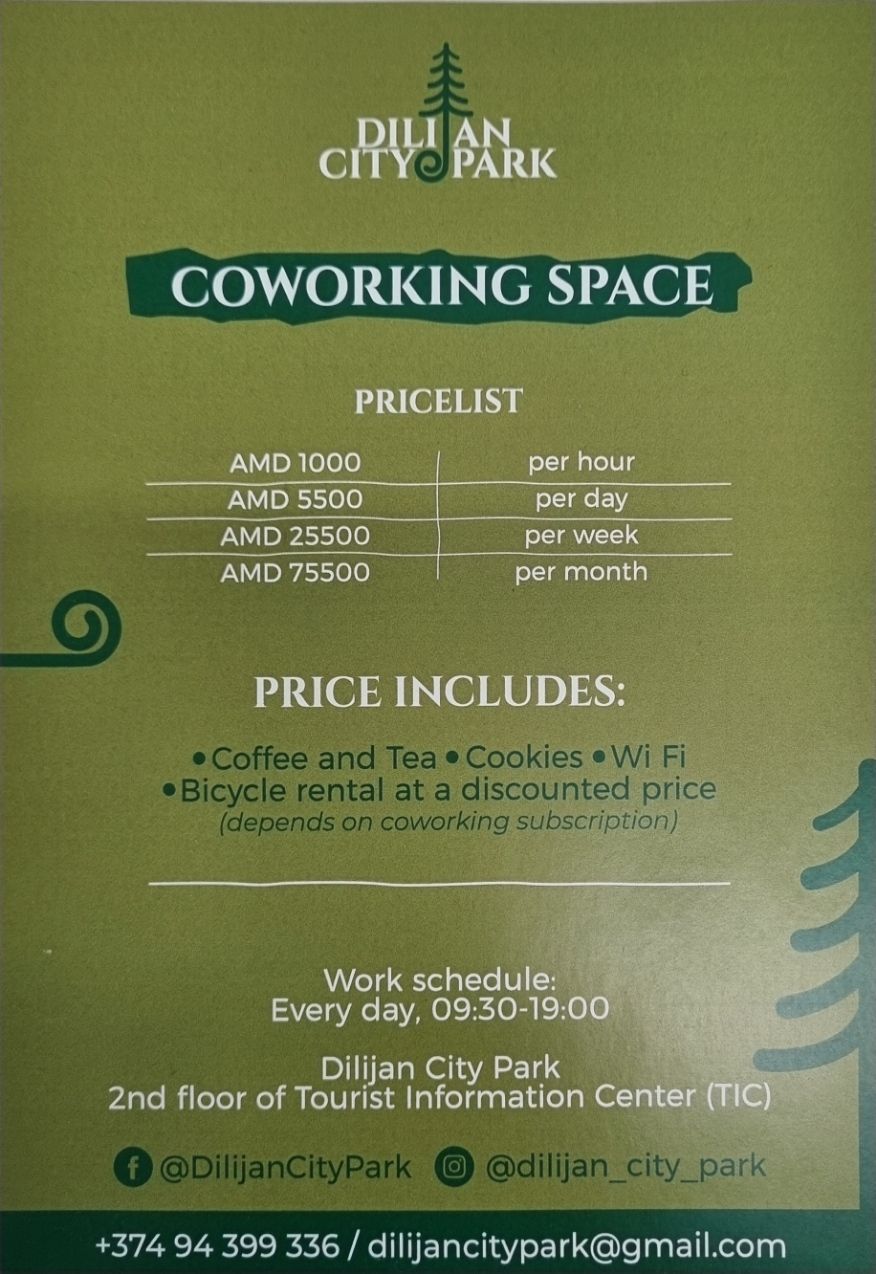 DILIJAN
CITY PARK
COWORKING SPACE
PRICELIST
AMD 1000 per hour
AMD 5500 per day
AMD 25500 per week
AMD 75500 per month
PRICE INCLUDES:
•Coffee and Tea •Cookies •Wi Fi
•Bicycle rental at a discounted price
(depends on coworking subscription)
Work schedule:
Every day, 09:30-19:00
Dilijan City Park
2nd floor of Tourist Information Center (TIC)
@DilijanCityPark @dilijan_city_park
+374 94 399 336 / dilijancitypark@gmail.com